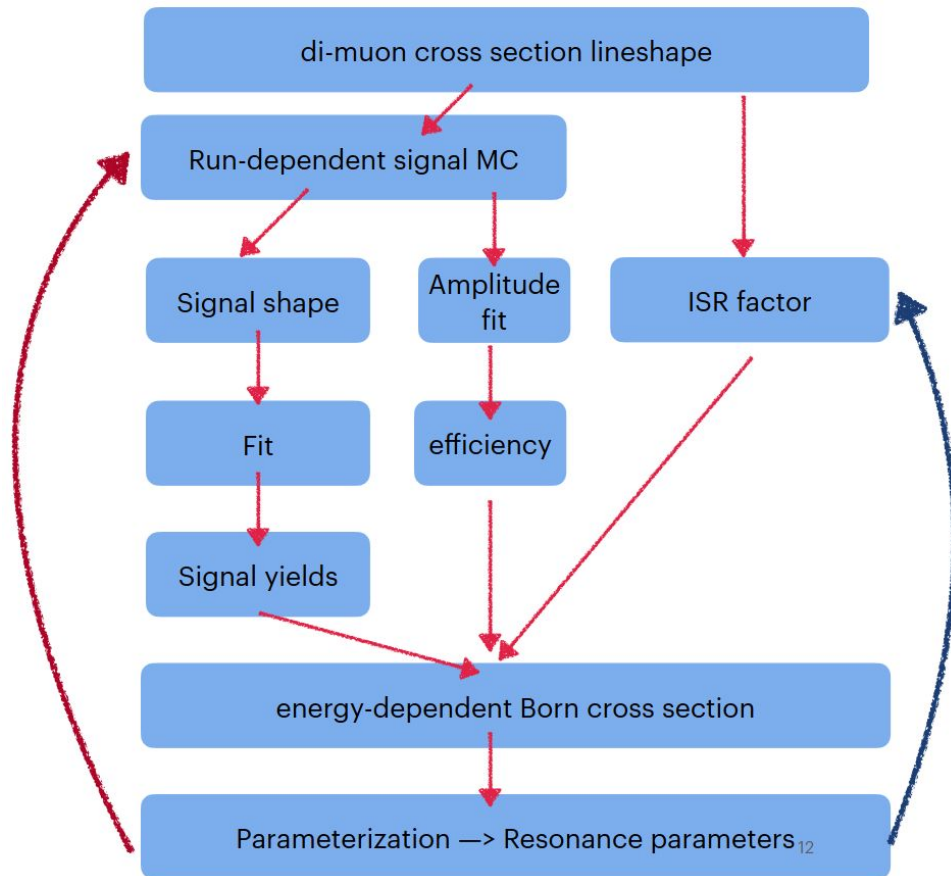 di-muon cross section lineshape
Run-dependent signal MC
Signal shape
Amplitude
fit
ISR factor
Fit
efficiency
Signal yields
energy-dependent Born cross section
Parameterization —> Resonance parameters
12